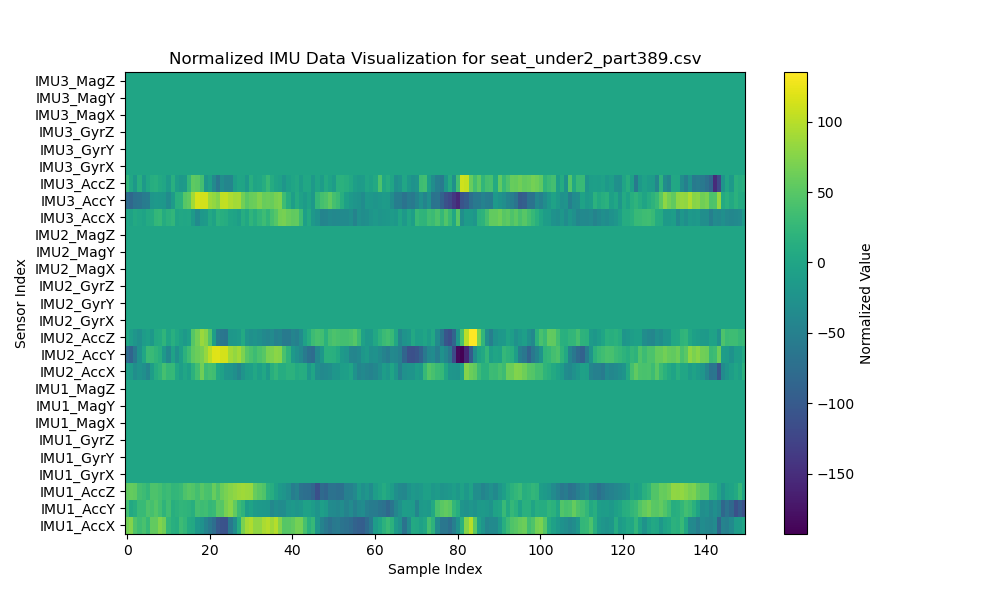 Normalized IMU Data Visualization for seat_under2_part389.csv
IMU3_MagZ
IMU3_MagY
IMU3_MagX
IMU3_GyrZ
IMU3_GyrY
IMU3_GyrX
IMU3_AccZ
IMU3_AccY
IMU3_AccX
IMU2_MagZ
IMU2_MagY
IMU2_MagX
IMU2_GyrZ
IMU2_GyrY
IMU2_GyrX
IMU2_AccZ
IMU2_AccY
IMU2_AccX
IMU1_MagZ
IMU1_MagY
IMU1_MagX
IMU1_GyrZ
IMU1_GyrY
IMU1_GyrX
IMU1_AccZ
IMU1_AccY
IMU1_AccX
Sensor Index
0 20 40 60 80 100 120 140
Sample Index
100
50
0
−50
−100
−150
Normalized Value